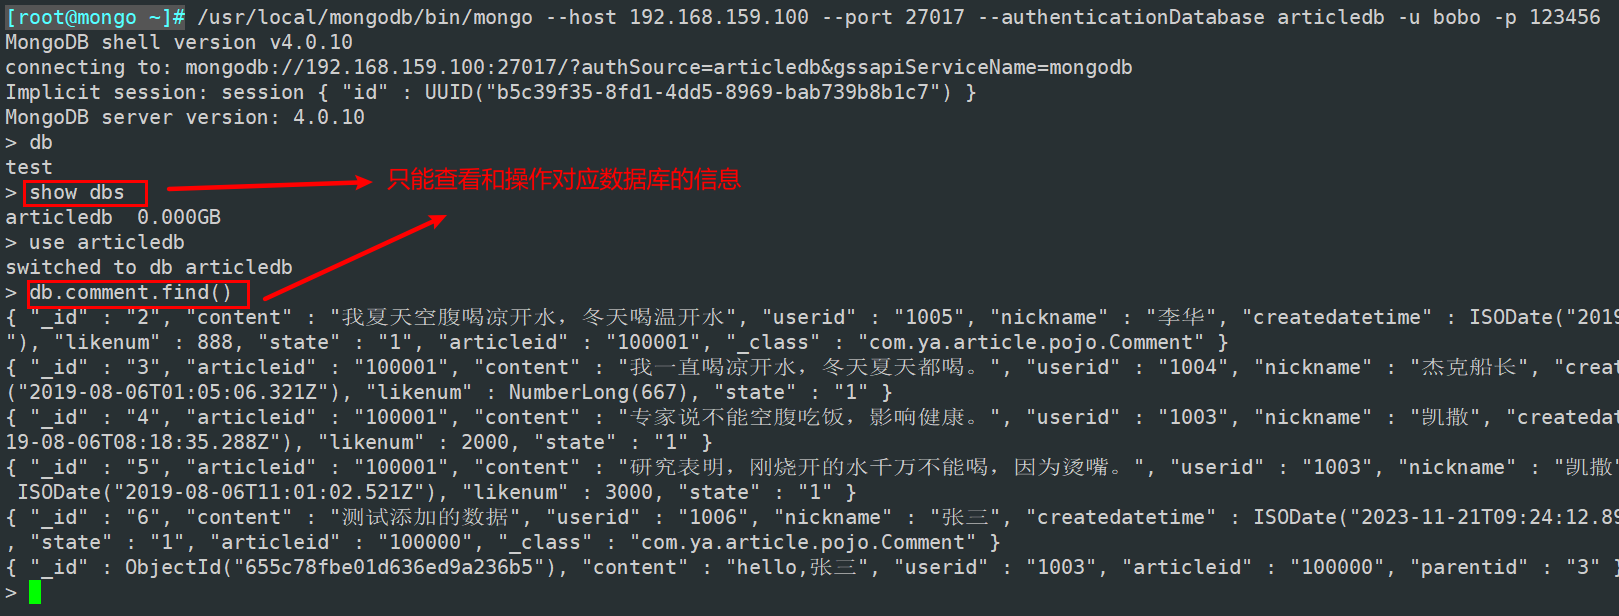 [root@mongo ~]# /usr/local/mongodb/bin/mongo --host 192.168.159.100 --port 27017 --authenticationDatabase articledb -u bobo -p 123456
MongoDB shell version v4.0.10
connecting to: mongodb://192.168.159.100:27017/?authSource=articledb&gssapiServiceName=mongodb
Implicit session: session { "id" : UUID("b5c39f35-8fd1-4dd5-8969-bab739b8b1c7") }
MongoDB server version: 4.0.10
> db
test
> show dbs
只能查看和操作对应数据库的信息
articledb  0.000GB
> use articledb
switched to db articledb
> db.comment.find()
{ "_id" : "2", "content" : "我夏天空腹喝凉开水，冬天喝温开水", "userid" : "1005", "nickname" : "李华", "createdatetime" : ISODate("2019
"), "likenum" : 888, "state" : "1", "articleid" : "100001", "_class" : "com.ya.article.pojo.Comment" }
{ "_id" : "3", "articleid" : "100001", "content" : "我一直喝凉开水，冬天夏天都喝。", "userid" : "1004", "nickname" : "杰克船长", "creat
("2019-08-06T01:05:06.321Z"), "likenum" : NumberLong(667), "state" : "1" }
{ "_id" : "4", "articleid" : "100001", "content" : "专家说不能空腹吃饭，影响健康。", "userid" : "1003", "nickname" : "凯撒", "createdat
19-08-06T08:18:35.288Z"), "likenum" : 2000, "state" : "1" }
{ "_id" : "5", "articleid" : "100001", "content" : "研究表明，刚烧开的水千万不能喝，因为烫嘴。", "userid" : "1003", "nickname" : "凯撒"
ISODate("2019-08-06T11:01:02.521Z"), "likenum" : 3000, "state" : "1" }
{ "_id" : "6", "content" : "测试添加的数据", "userid" : "1006", "nickname" : "张三", "createdatetime" : ISODate("2023-11-21T09:24:12.89
, "state" : "1", "articleid" : "100000", "_class" : "com.ya.article.pojo.Comment" }
{ "_id" : ObjectId("655c78fbe01d636ed9a236b5"), "content" : "hello,张三", "userid" : "1003", "articleid" : "100000", "parentid" : "3" }
>